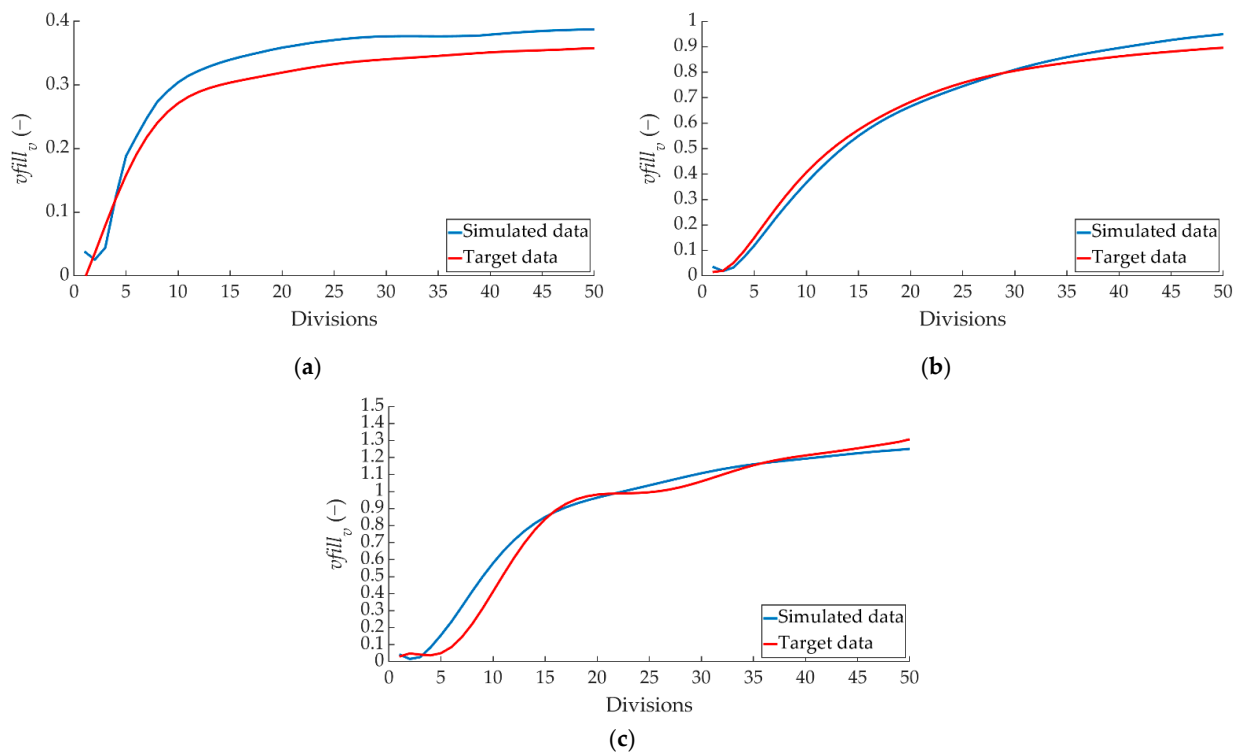 0.4
0.3
0.2
0.1
0
vfill_v (−)
0 5 10 15 20 25 30 35 40 45 50
Divisions
Simulated data
Target data
(a)
1
0.9
0.8
0.7
0.6
0.5
0.4
0.3
0.2
0.1
0
vfill_v (−)
0 5 10 15 20 25 30 35 40 45 50
Divisions
Simulated data
Target data
(b)
1.5
1.4
1.3
1.2
1.1
1
0.9
0.8
0.7
0.6
0.5
0.4
0.3
0.2
0.1
0
vfill_v (−)
0 5 10 15 20 25 30 35 40 45 50
Divisions
Simulated data
Target data
(c)